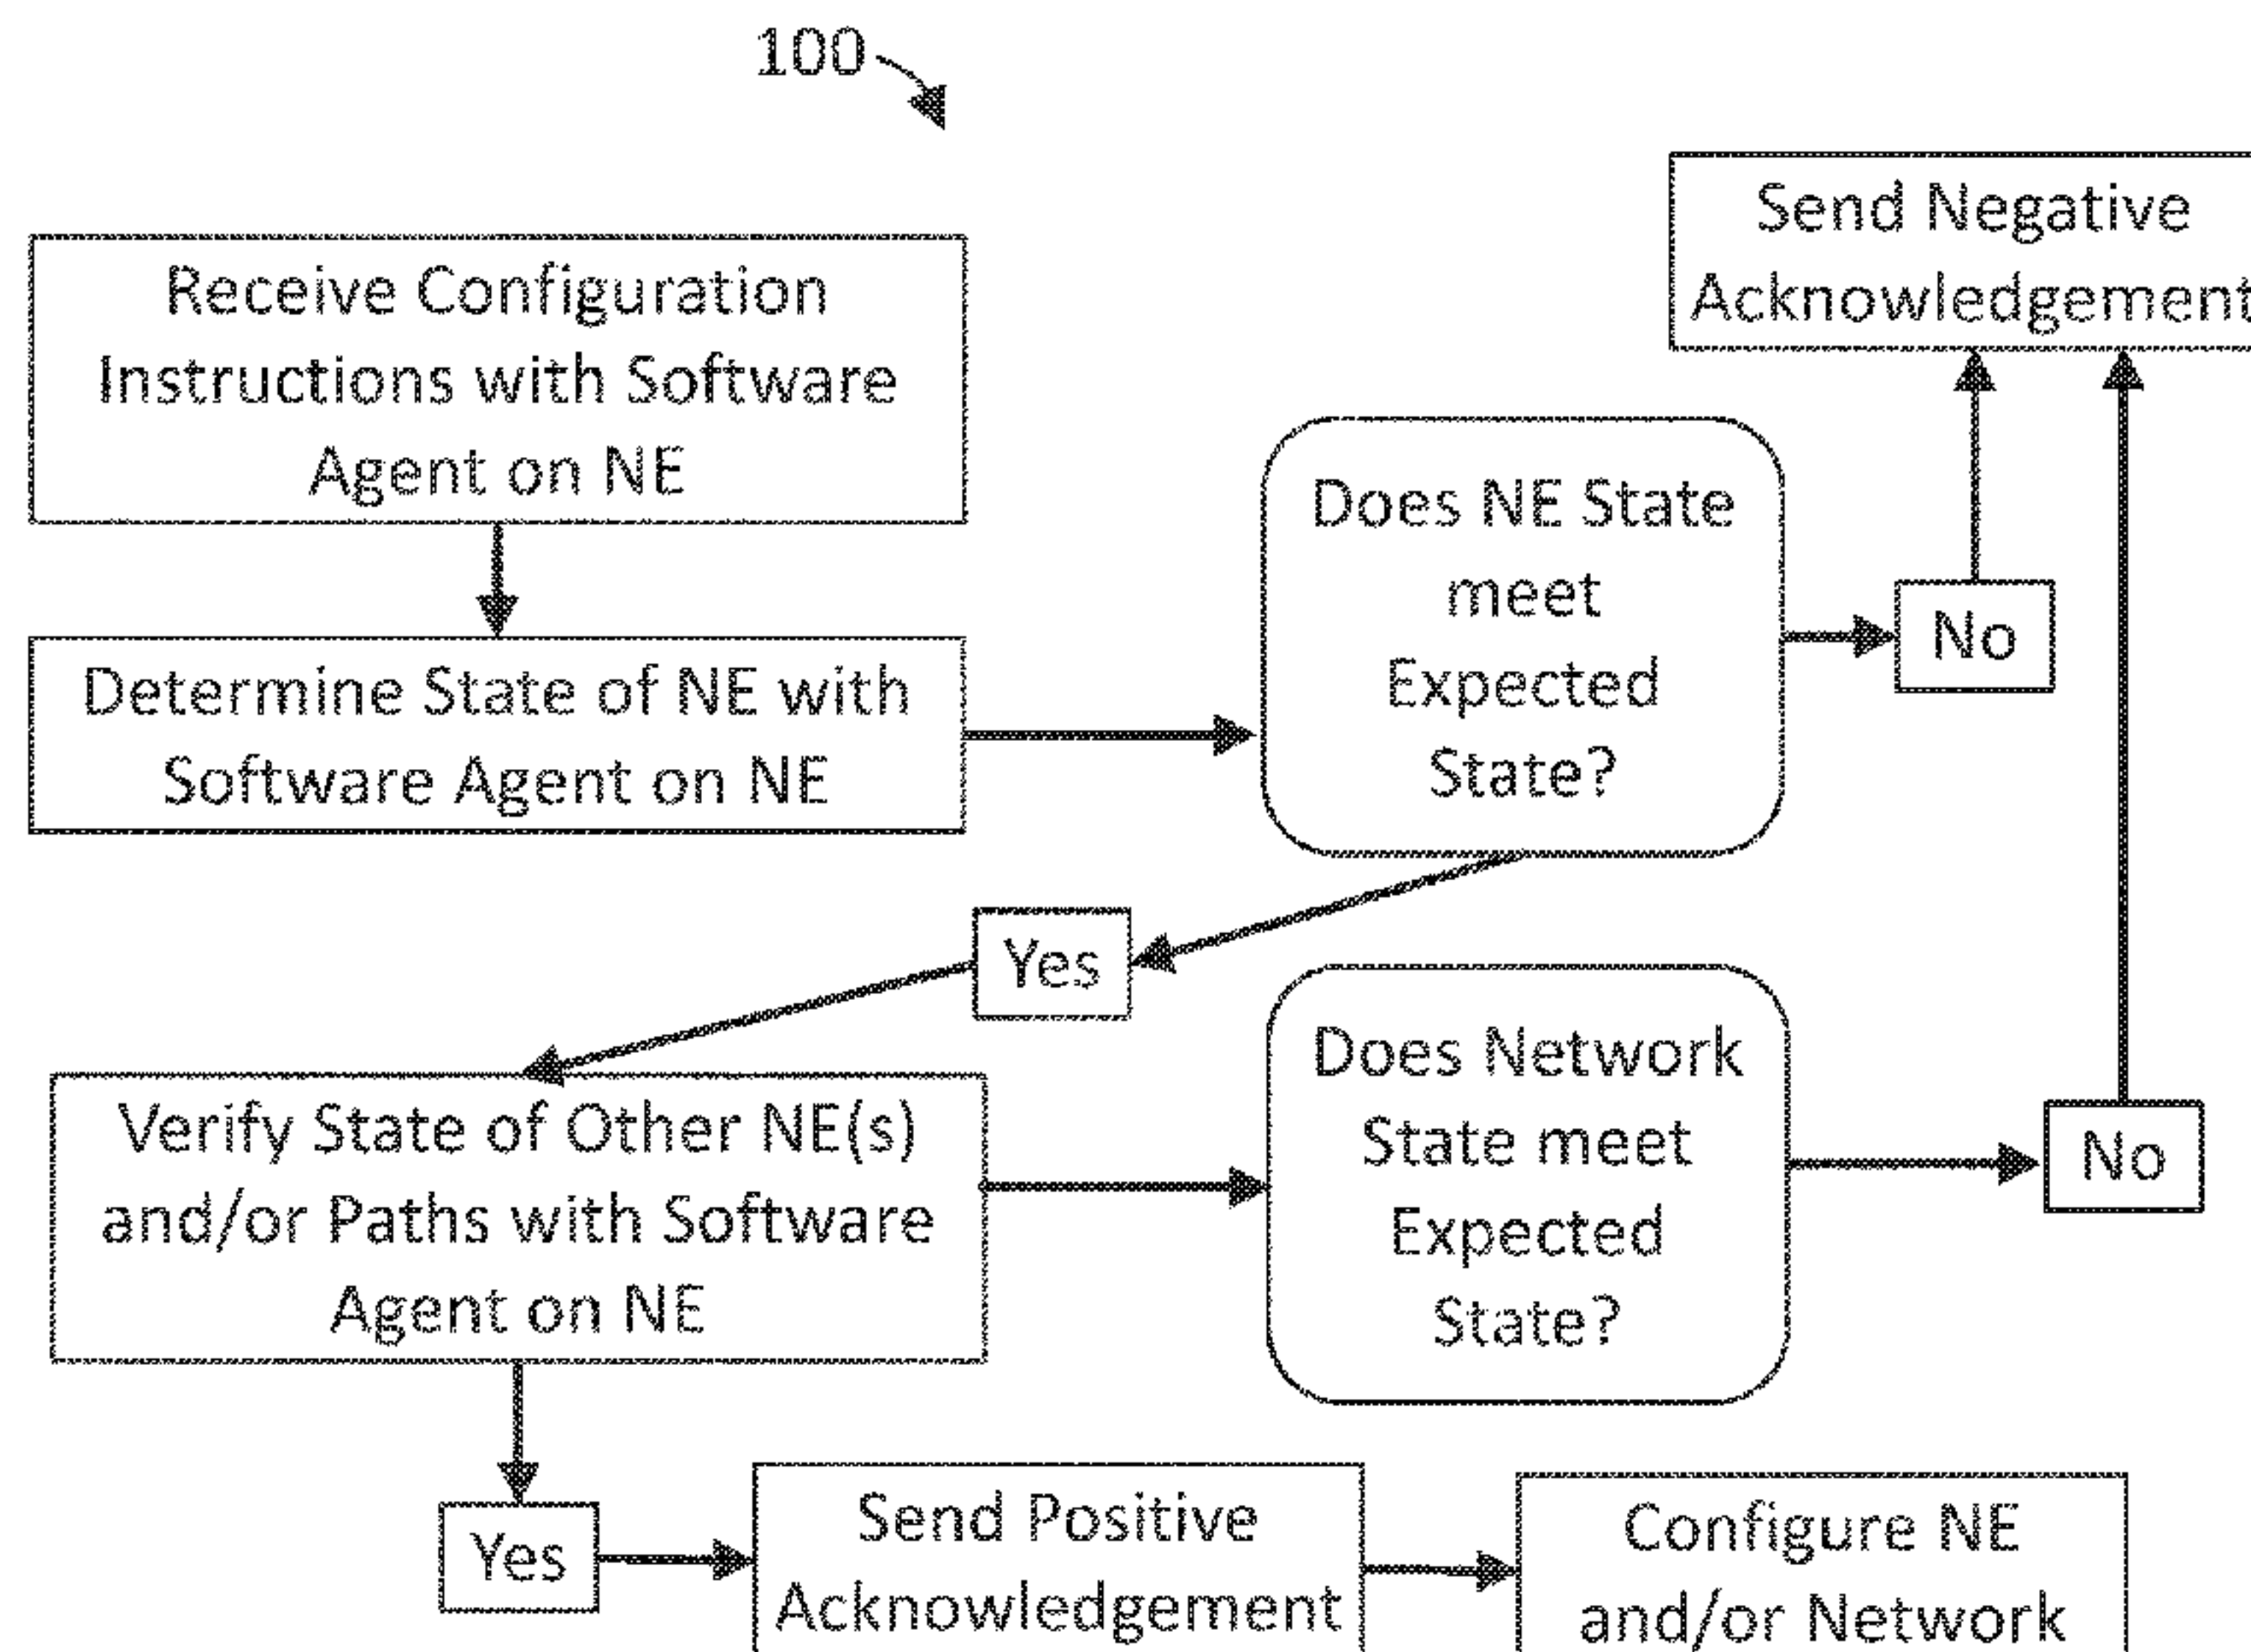 100
Send Negative
Acknowledgement
Receive Configuration
Instructions with Software
Agent on NE
Does NE State
meet
Expected
State?
No
Determine State of NE with
Software Agent on NE
Yes
Does Network
State meet
Expected
State?
No
Verify State of Other NE(s)
and/or Paths with Software
Agent on NE
Yes
Send Positive
Acknowledgement
Configure NE
and/or Network